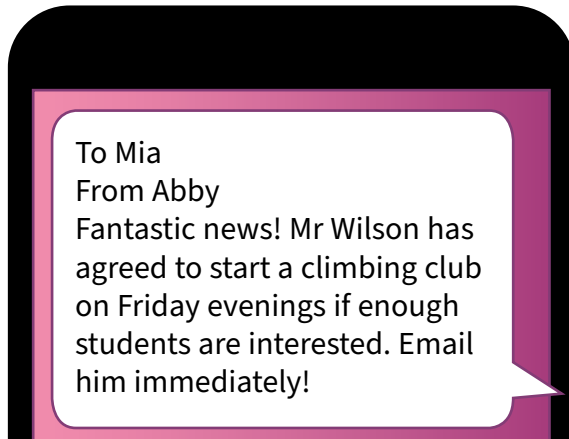 To Mia
From Abby
Fantastic news! Mr Wilson has
agreed to start a climbing club
on Friday evenings if enough
students are interested. Email
him immediately!